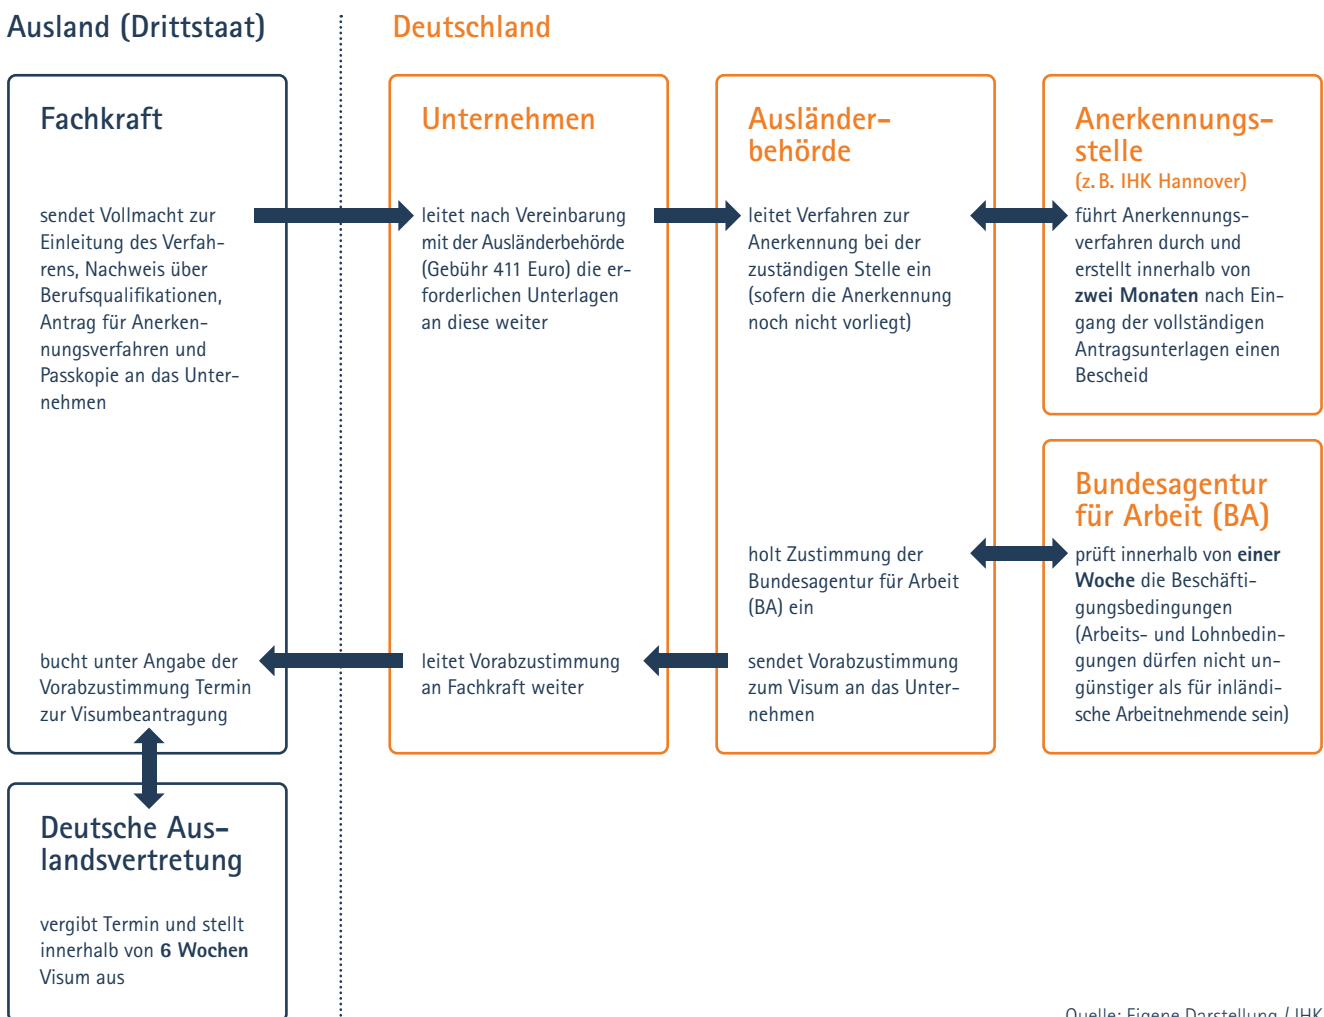 Ausland (Drittstaat)
Deutschland
Fachkraft
sendet Vollmacht zur
Einleitung des Verfah-
rens, Nachweis über
Berufsqualifikationen,
Antrag für Anerken-
nungsverfahren und
Passkopie an das Unter-
nehmen
bucht unter Angabe der
Vorabzustimmung Termin
zur Visumbeantragung
Deutsche Aus-
landsvertretung
vergibt Termin und stellt
innerhalb von 6 Wochen
Visum aus
Unternehmen
leitet nach Vereinbarung
mit der Ausländerbehörde
(Gebühr 411 Euro) die er-
forderlichen Unterlagen
an diese weiter
leitet Vorabzustimmung
an Fachkraft weiter
Ausländer-
behörde
leitet Verfahren zur
Anerkennung bei der
zuständigen Stelle ein
(sofern die Anerkennung
noch nicht vorliegt)
holt Zustimmung der
Bundesagentur für Arbeit
(BA) ein
sendet Vorabzustimmung
zum Visum an das Unter-
nehmen
Anerkennungs-
stelle
(z. B. IHK Hannover)
führt Anerkennungs-
verfahren durch und
erstellt innerhalb von
zwei Monaten nach Ein-
gang der vollständigen
Antragsunterlagen einen
Bescheid
Bundesagentur
für Arbeit (BA)
prüft innerhalb von einer
Woche die Beschäfti-
gungsbedingungen
(Arbeits- und Lohnbedin-
gungen dürfen nicht un-
günstiger als für inländi-
sche Arbeitnehmende sein)
Quelle: Eigene Darstellung / IHK